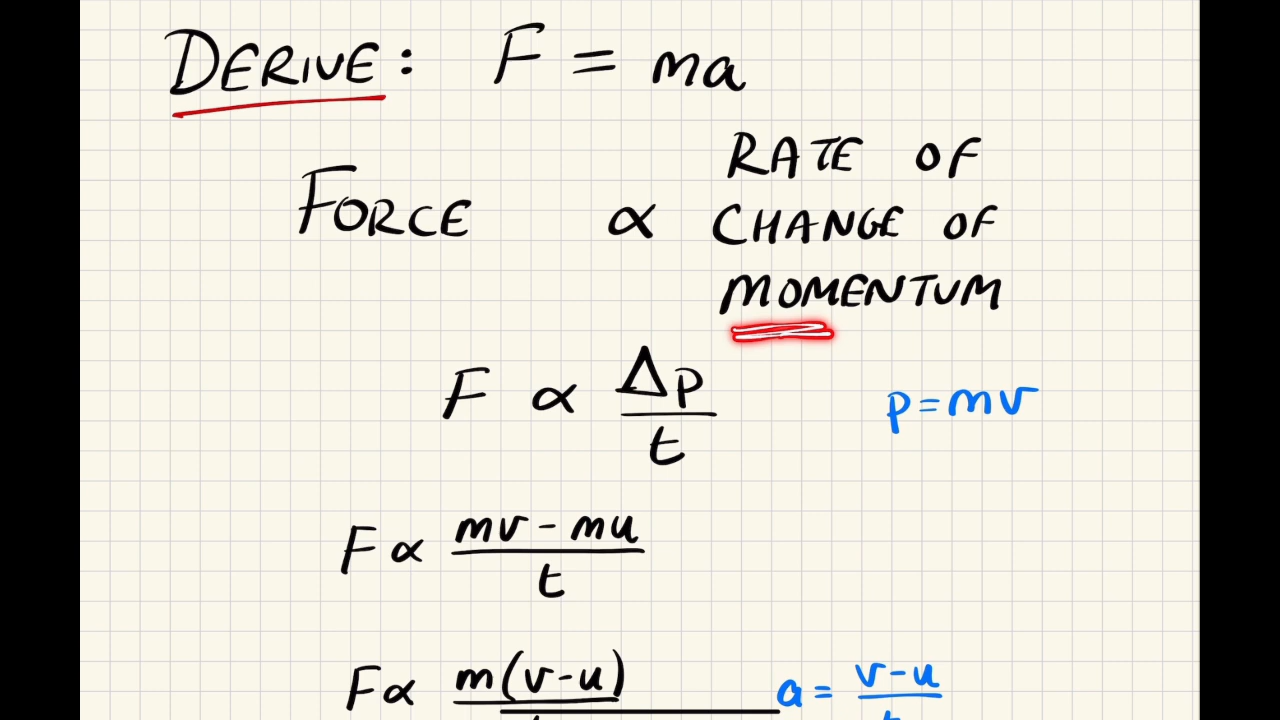 DERIVE: F = ma
RATE OF
FORCE ∝ CHANGE OF
MOMENTUM
F ∝ Δp/t
p = mv
F ∝ (mv - mu)/t
F ∝ m(v-u)/t
a = (v-u)/t